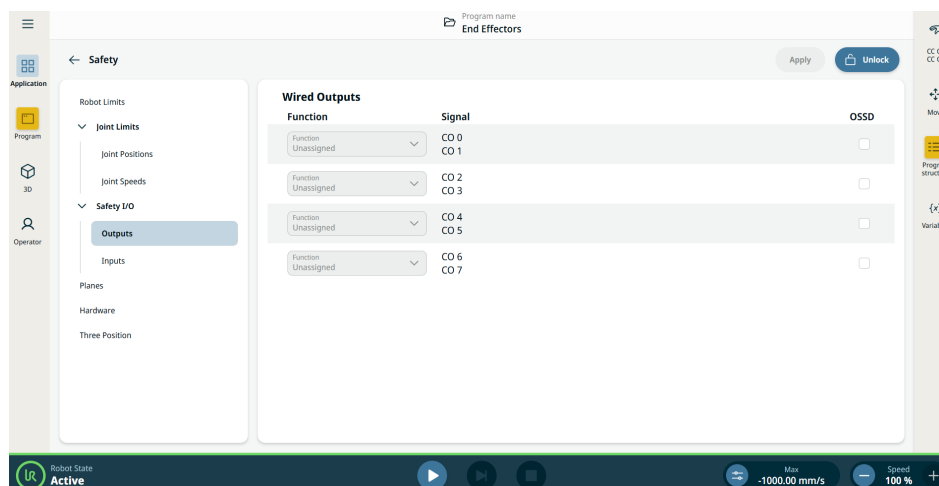 Program name
End Effectors
Safety
Apply
Unlock
Application
Program
3D
Operator
Robot Limits
Joint Limits
Joint Positions
Joint Speeds
Safety I/O
Outputs
Inputs
Planes
Hardware
Three Position
Wired Outputs
Function Signal OSSD
Function
Unassigned
CO 0
CO 1
Function
Unassigned
CO 2
CO 3
Function
Unassigned
CO 4
CO 5
Function
Unassigned
CO 6
CO 7
Robot State
Active
Max
-1000.00 mm/s
Speed
100 %